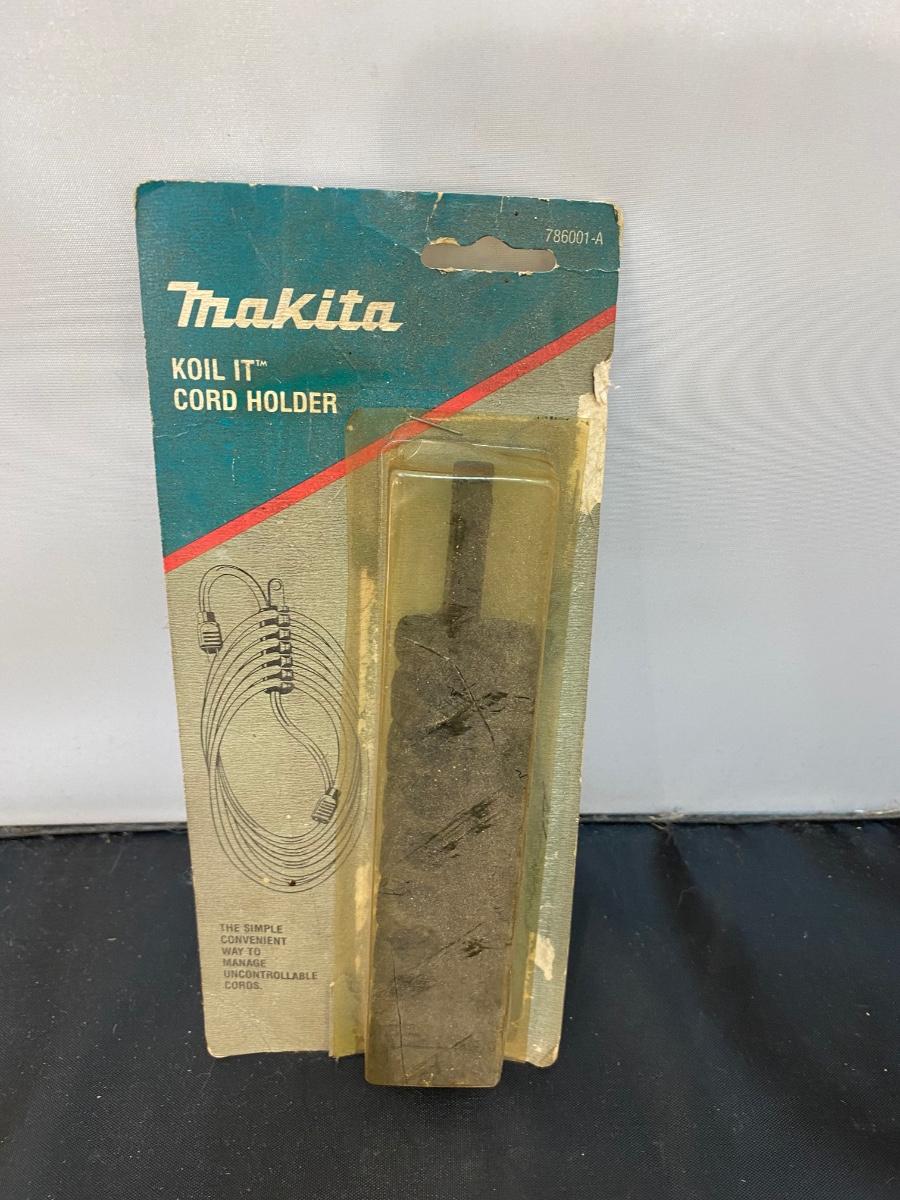 786001-A
Makita
KOIL IT™
CORD HOLDER
THE SIMPLE
CONVENIENT
WAY TO
MANAGE
UNCONTROLLABLE
CORDS.